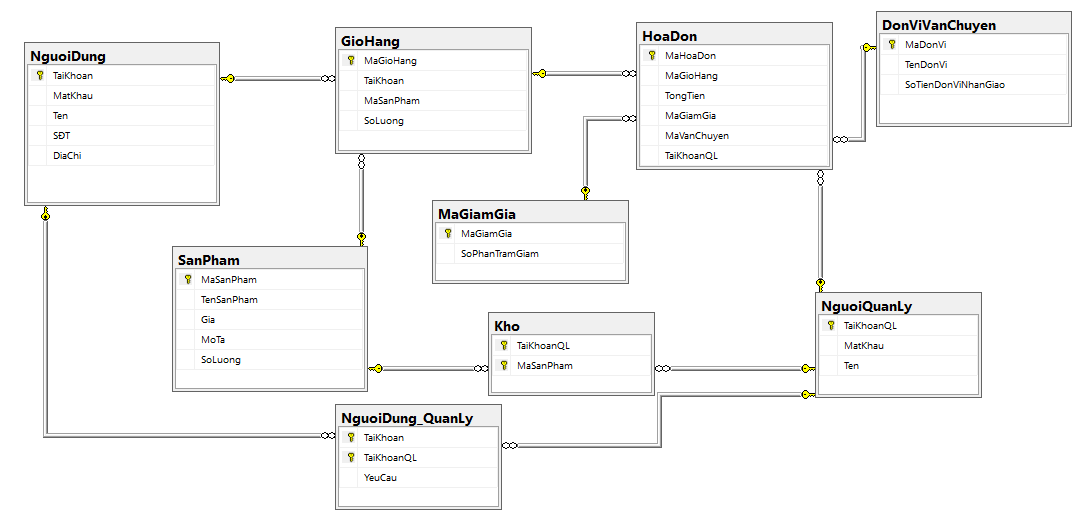 NguoiDung
TaiKhoan
MatKhau
Ten
SĐT
DiaChi
GioHang
MaGioHang
TaiKhoan
MaSanPham
SoLuong
HoaDon
MaHoaDon
MaGioHang
TongTien
MaGiamGia
MaVanChuyen
TaiKhoanQL
DonViVanChuyen
MaDonVi
TenDonVi
SoTienDonViNhanGiao
MaGiamGia
MaGiamGia
SoPhanTramGiam
SanPham
MaSanPham
TenSanPham
Gia
MoTa
SoLuong
Kho
TaiKhoanQL
MaSanPham
NguoiQuanLy
TaiKhoanQL
MatKhau
Ten
NguoiDung_QuanLy
TaiKhoan
TaiKhoanQL
YeuCau